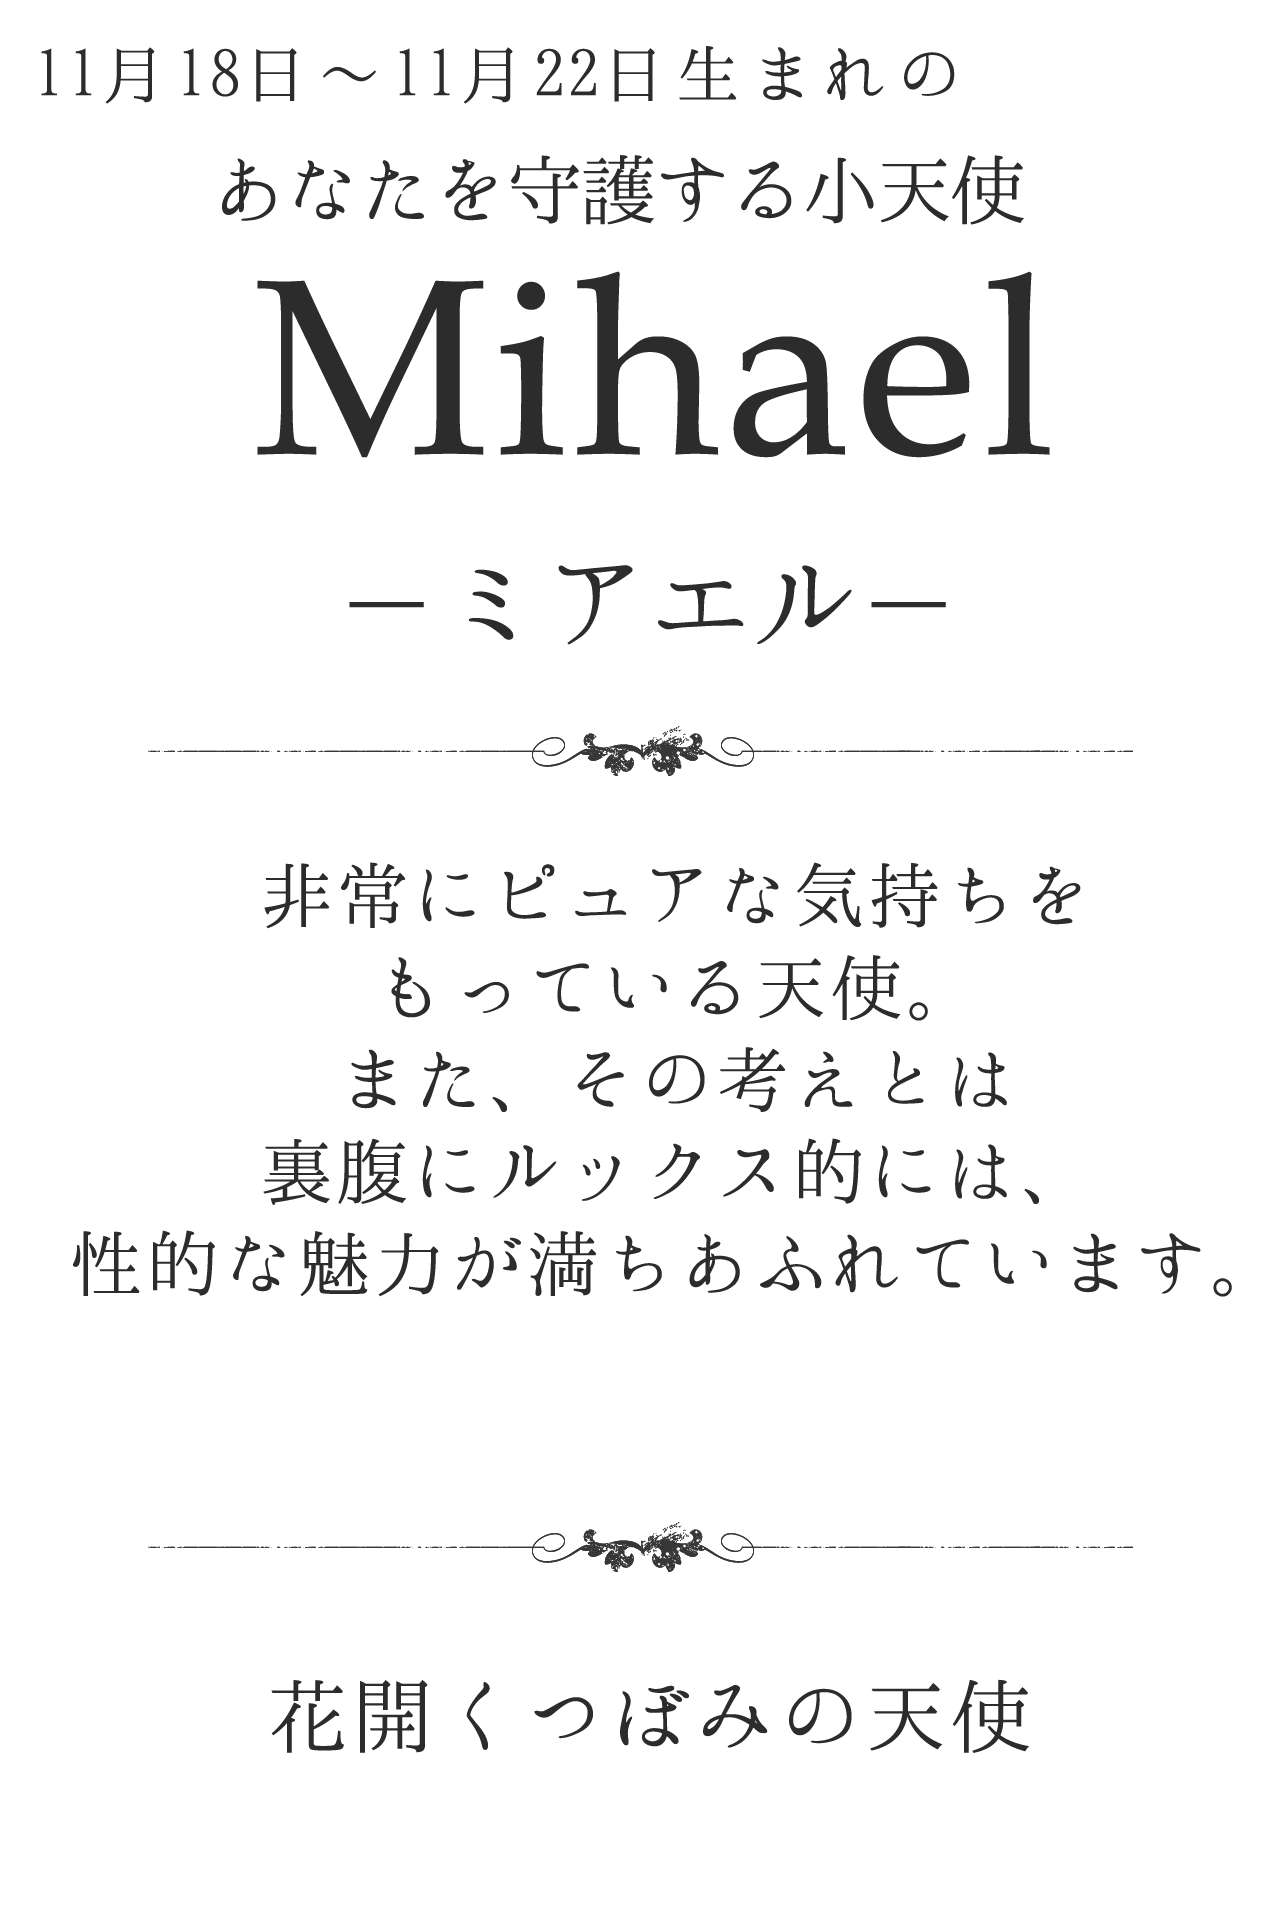 11月18日〜11月22日生まれの
あなたを守護する小天使
Mihael
－ミアエル－
非常にピュアな気持ちを
もっている天使。
また、その考えとは
裏腹にルックス的には、
性的な魅力が満ちあふれています。
花開くつぼみの天使